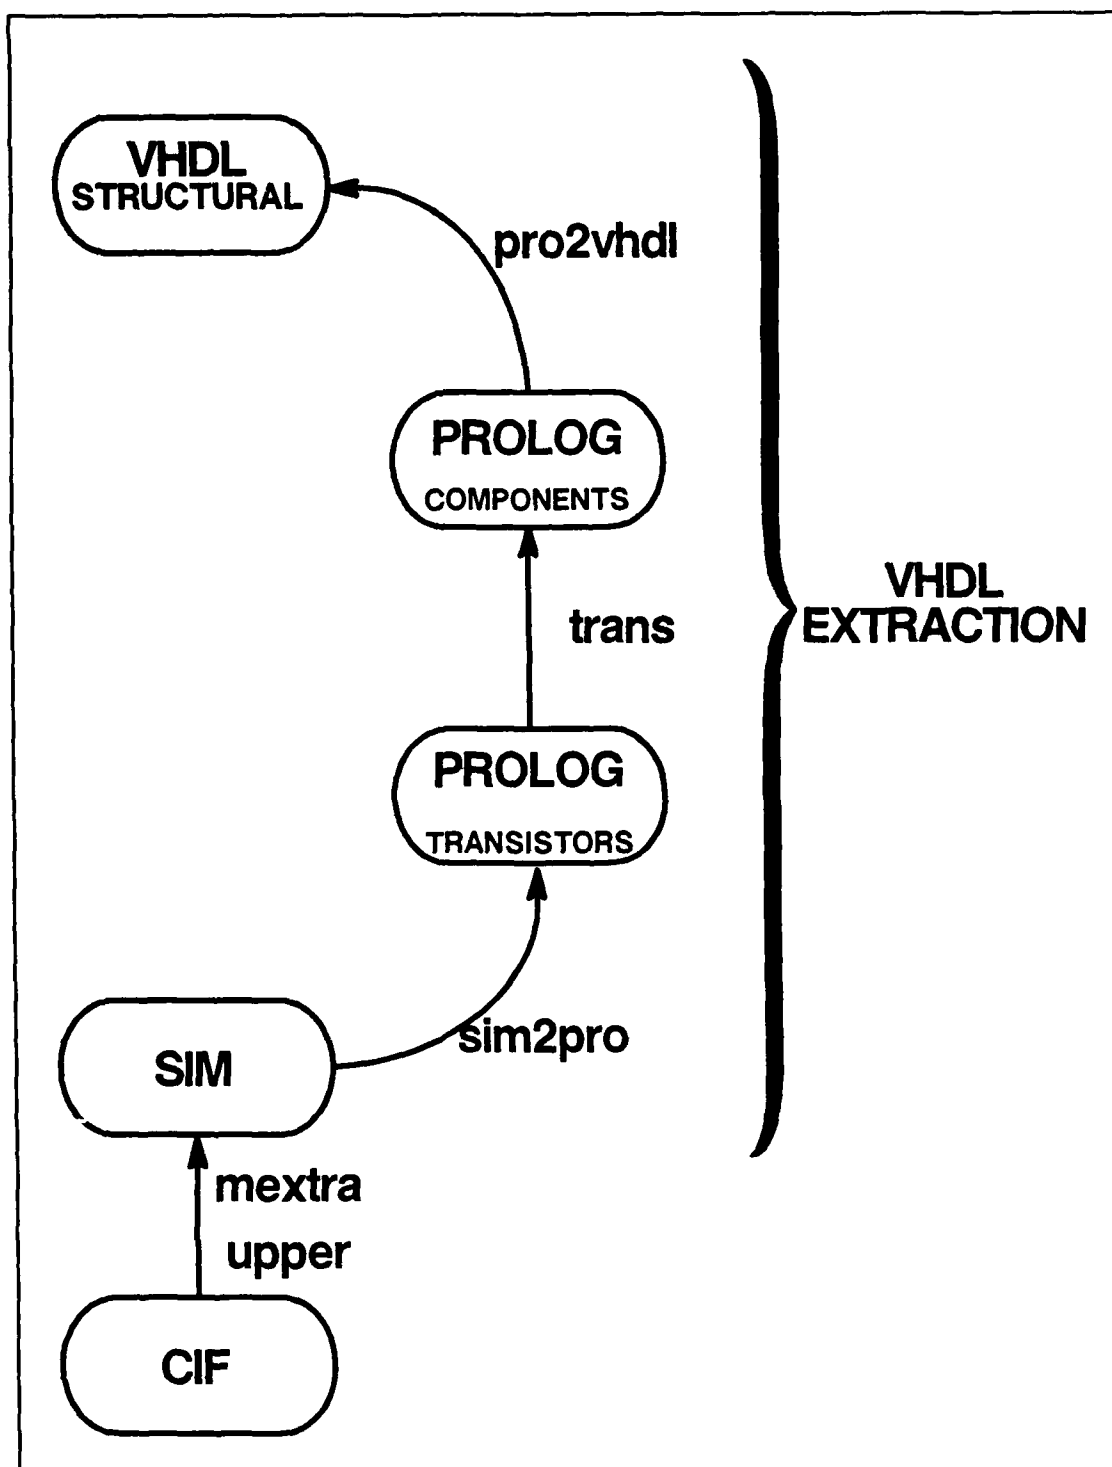 VHDL
STRUCTURAL
pro2vhdl
PROLOG
COMPONENTS
trans
VHDL
EXTRACTION
PROLOG
TRANSISTORS
sim2pro
SIM
mextra
upper
CIF